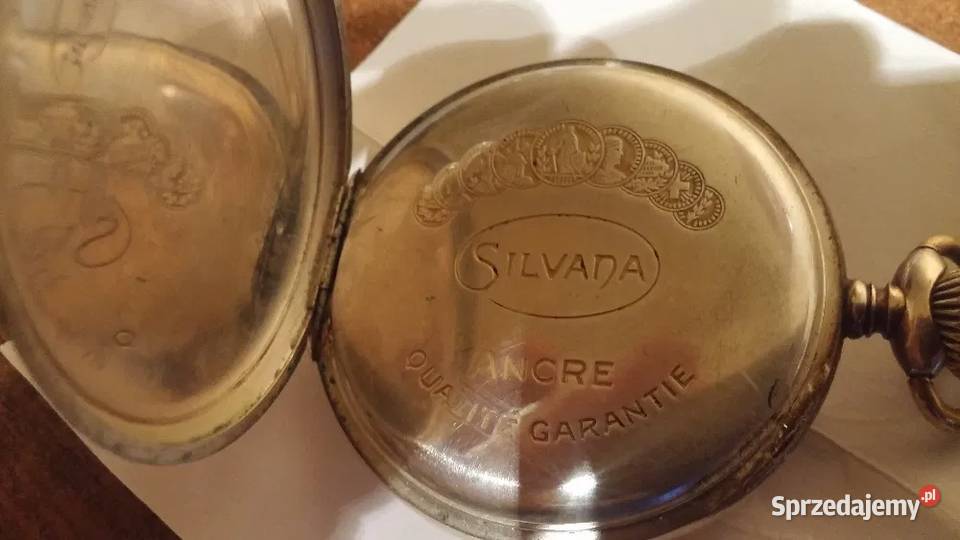 SILVANA
ANCRE
QUALITÉ GARANTIE
Sprzedajemy.pl